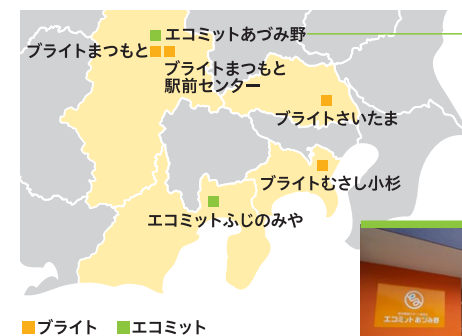 エコミットあづみ野
ブライトまつもと
ブライトまつもと
駅前センター
ブライトさいたま
ブライトむさし小杉
エコミットふじのみや
エコミットあづみ野
ブライト エコミット